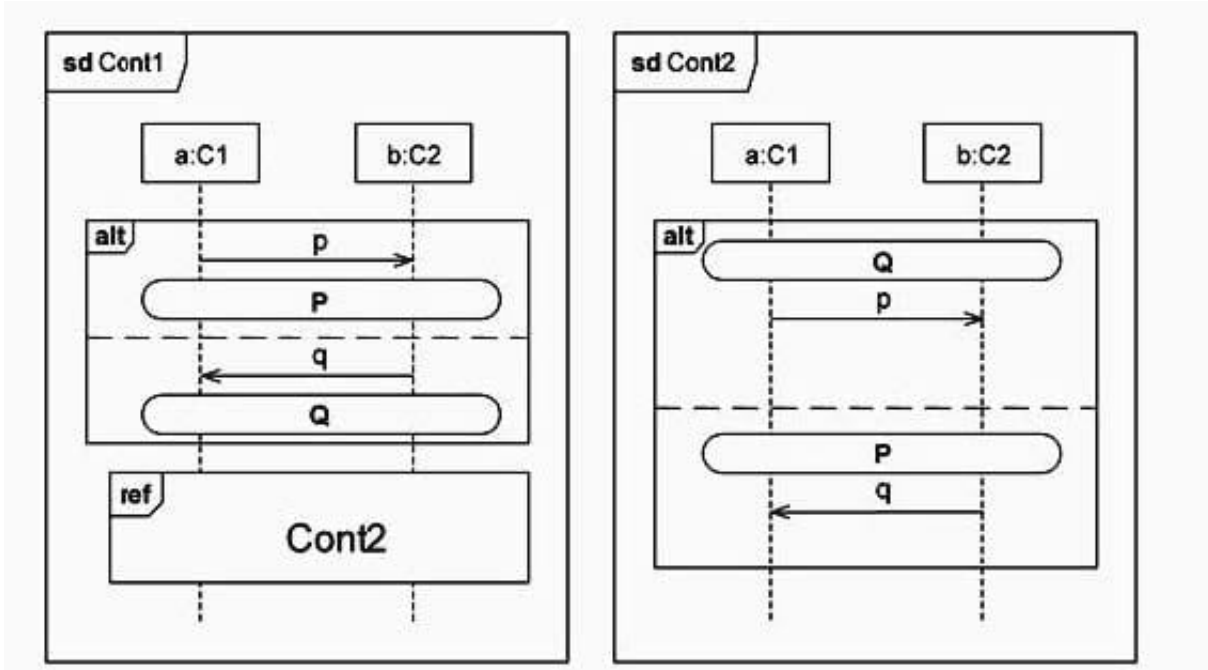 sd Cont1
a:C1
b:C2
alt
p
P
q
Q
ref
Cont2
sd Cont2
a:C1
b:C2
alt
Q
p
P
q